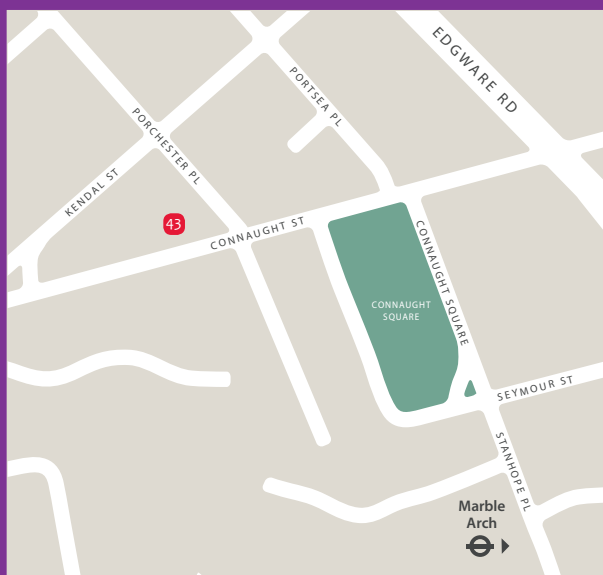 EDGWARE RD
PORTSEA PL
PORCHESTER PL
KENDAL ST
43
CONNAUGHT ST
CONNAUGHT SQUARE
CONNAUGHT
SQUARE
SEYMOUR ST
STANHOPE PL
Marble
Arch